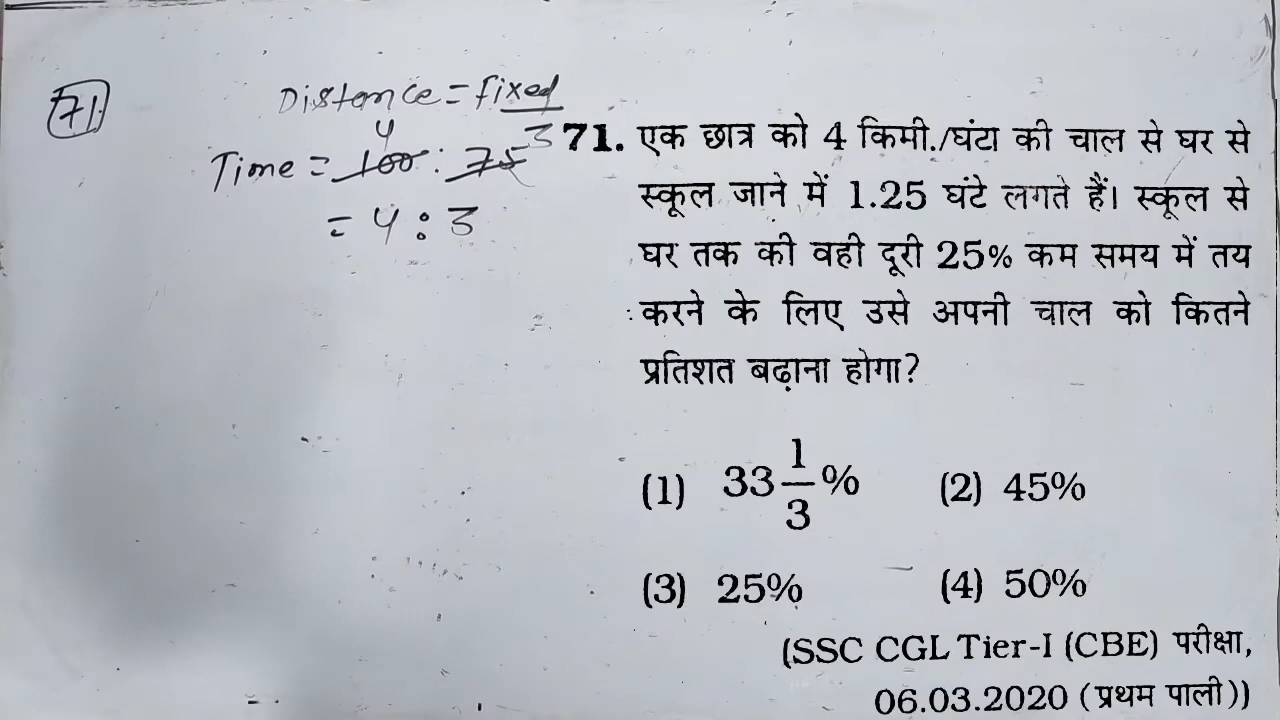 71.
Distance = fixed
4 3
Time = 100 : 75
= 4 : 3
71. एक छात्र को 4 किमी./घंटा की चाल से घर से
स्कूल जाने में 1.25 घंटे लगते हैं। स्कूल से
घर तक की वही दूरी 25% कम समय में तय
करने के लिए उसे अपनी चाल को कितने
प्रतिशत बढ़ाना होगा?
(1) 33 1/3 % (2) 45%
(3) 25% (4) 50%
(SSC CGL Tier-I (CBE) परीक्षा,
06.03.2020 (प्रथम पाली))